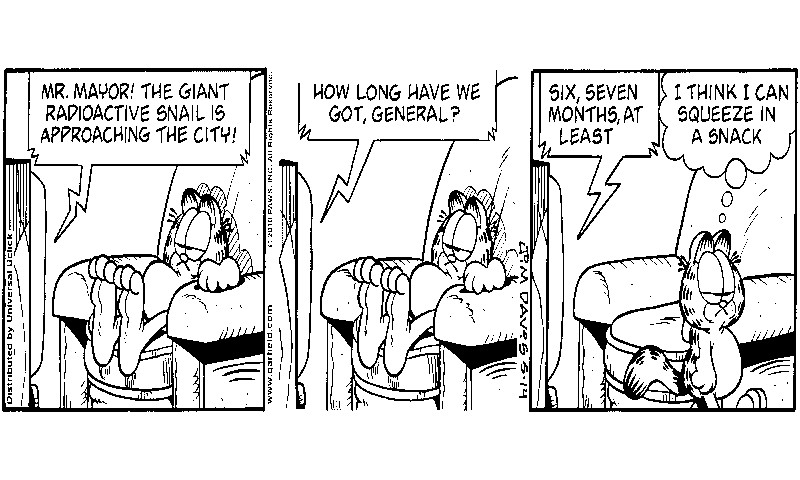 MR. MAYOR! THE GIANT
RADIOACTIVE SNAIL IS
APPROACHING THE CITY!
Distributed by Universal Uclick
HOW LONG HAVE WE
GOT, GENERAL?
© 2010 PAWS, INC. All Rights Reserved.
www.garfield.com
SIX, SEVEN
MONTHS, AT
LEAST
I THINK I CAN
SQUEEZE IN
A SNACK
JIM DAVIS 5-14